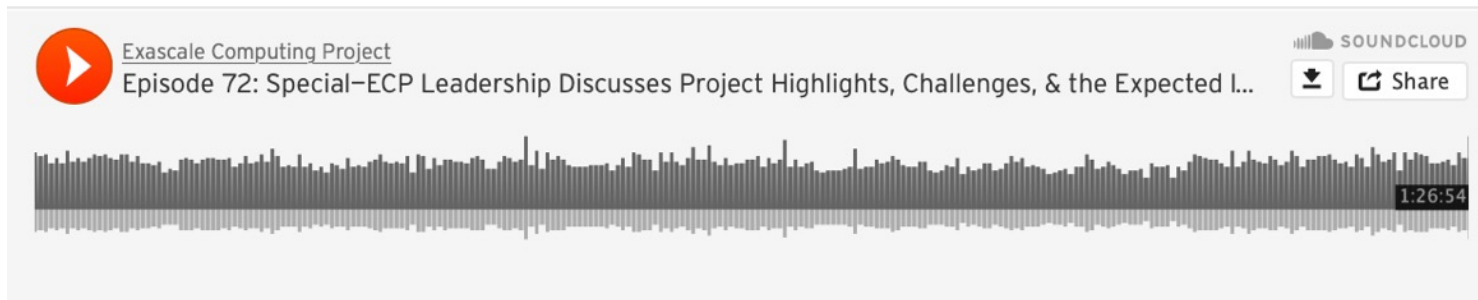 Exascale Computing Project
SOUNDCLOUD
Episode 72: Special—ECP Leadership Discusses Project Highlights, Challenges, & the Expected I...
Share
1:26:54